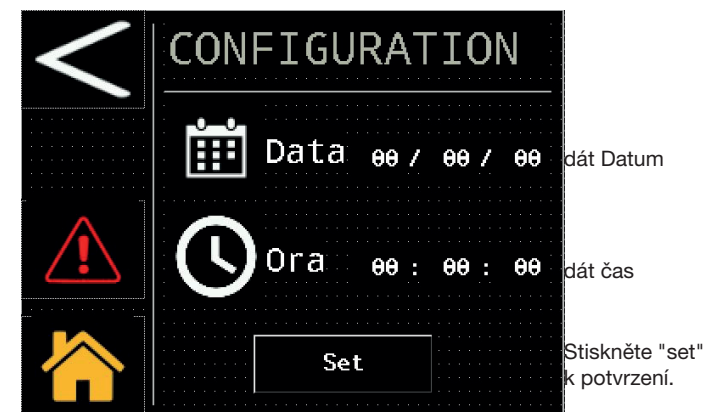 CONFIGURATION
Data 00 / 00 / 00 dát Datum
Ora 00 : 00 : 00 dát čas
Set
Stiskněte "set"
k potvrzení.